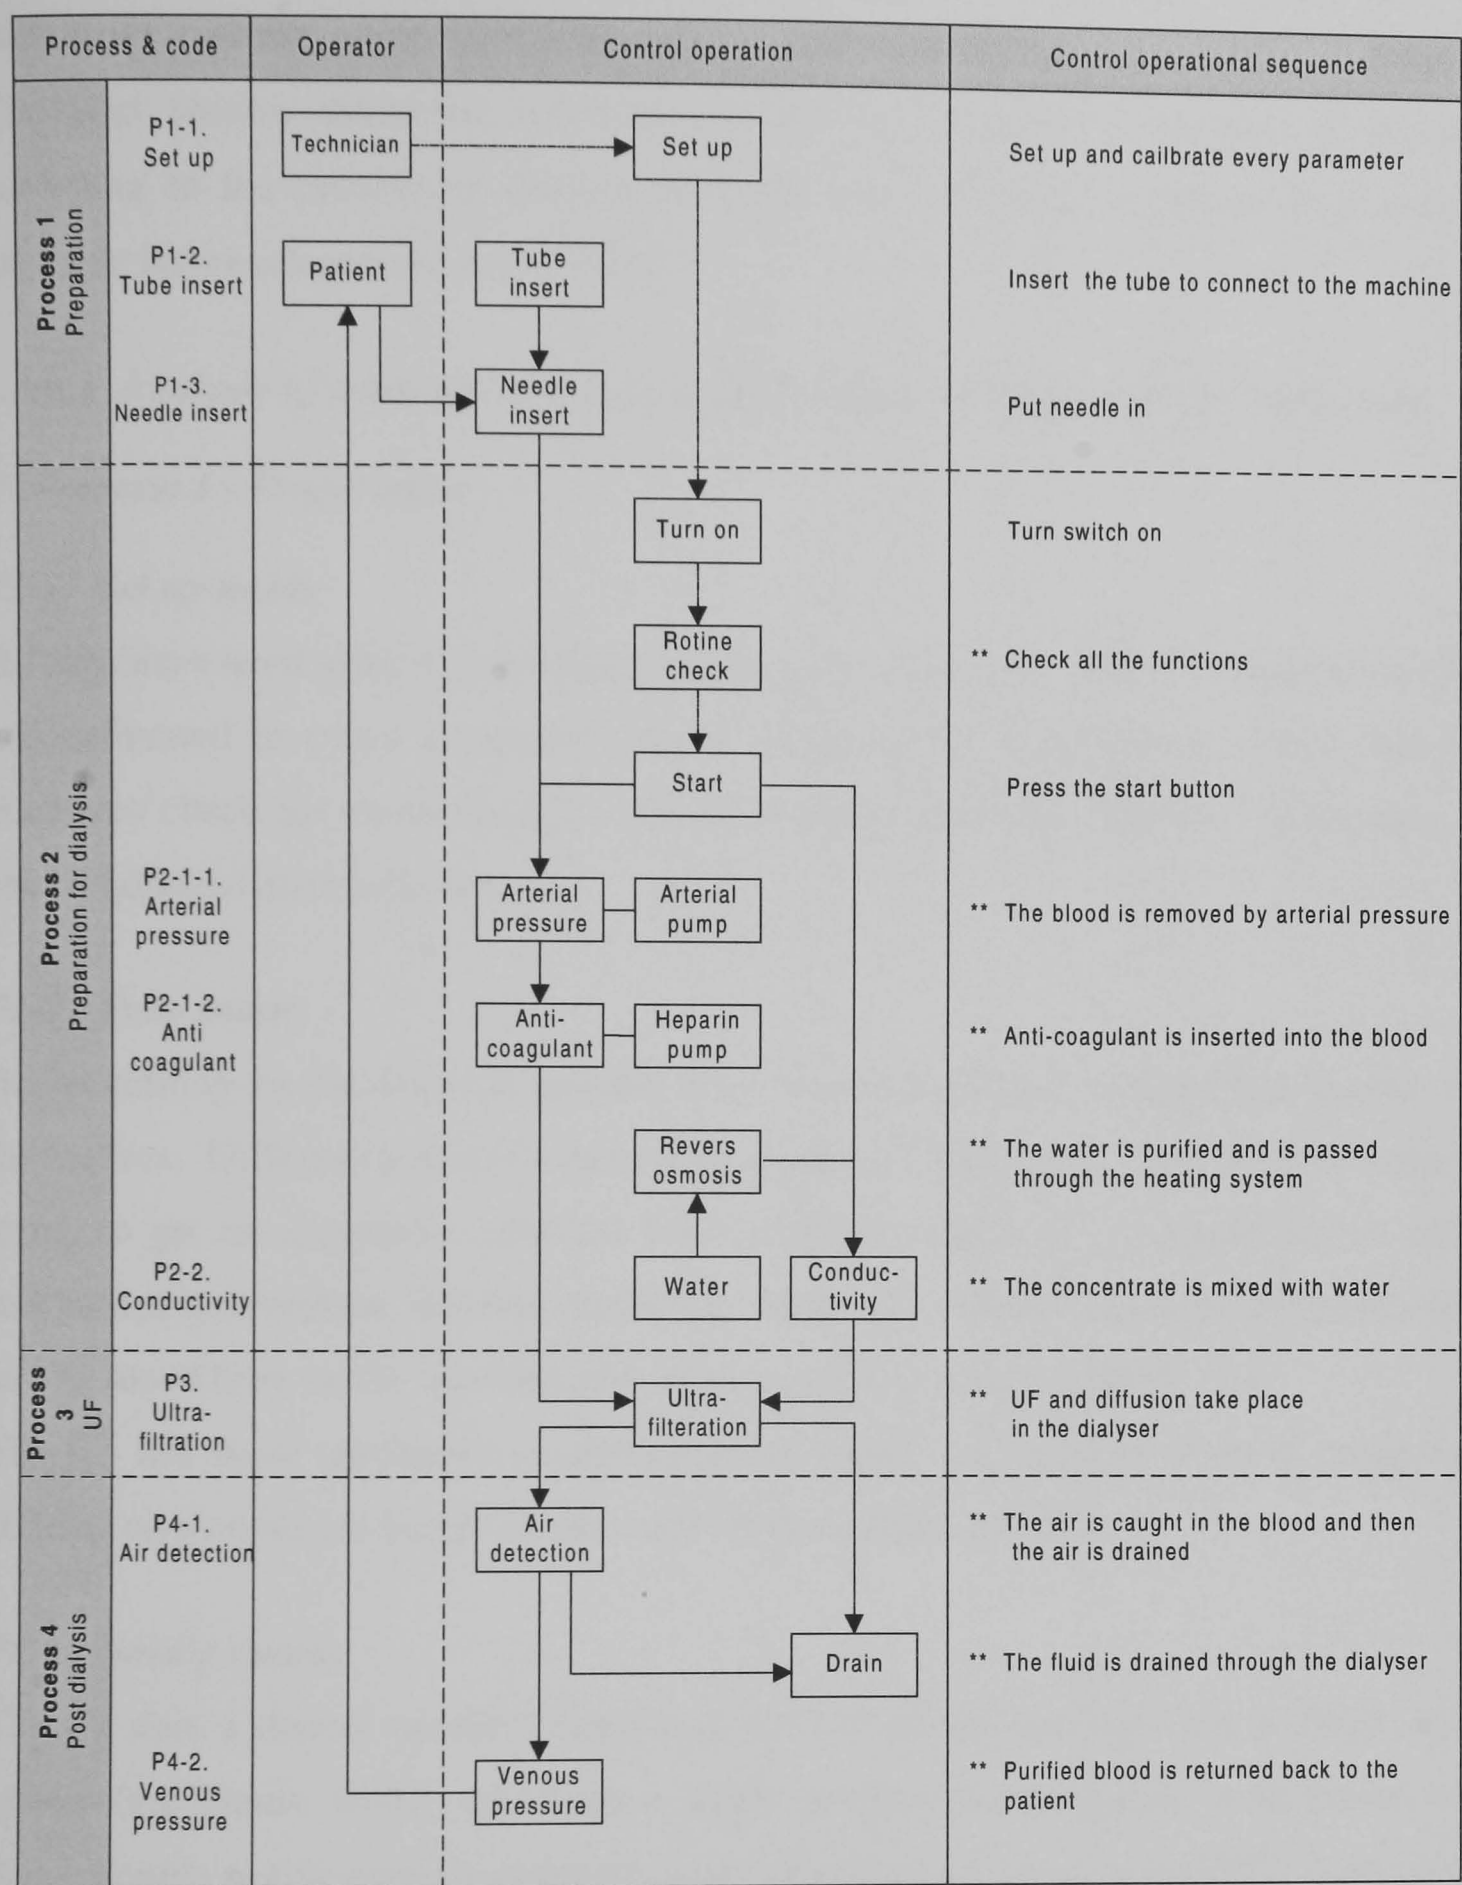 Process & code
Operator
Control operation
Control operational sequence
Process 1
Preparation
P1-1.
Set up
Technician
Set up
Set up and cailbrate every parameter
P1-2.
Tube insert
Patient
Tube
insert
Insert the tube to connect to the machine
P1-3.
Needle insert
Needle
insert
Put needle in
Process 2
Preparation for dialysis
Turn on
Turn switch on
Rotine
check
** Check all the functions
Start
Press the start button
P2-1-1.
Arterial
pressure
Arterial
pressure
Arterial
pump
** The blood is removed by arterial pressure
P2-1-2.
Anti
coagulant
Anti-
coagulant
Heparin
pump
** Anti-coagulant is inserted into the blood
Revers
osmosis
** The water is purified and is passed
through the heating system
P2-2.
Conductivity
Water
Conduc-
tivity
** The concentrate is mixed with water
Process
3
UF
P3.
Ultra-
filtration
Ultra-
filteration
** UF and diffusion take place
in the dialyser
Process 4
Post dialysis
P4-1.
Air detection
Air
detection
** The air is caught in the blood and then
the air is drained
Drain
** The fluid is drained through the dialyser
P4-2.
Venous
pressure
Venous
pressure
** Purified blood is returned back to the
patient